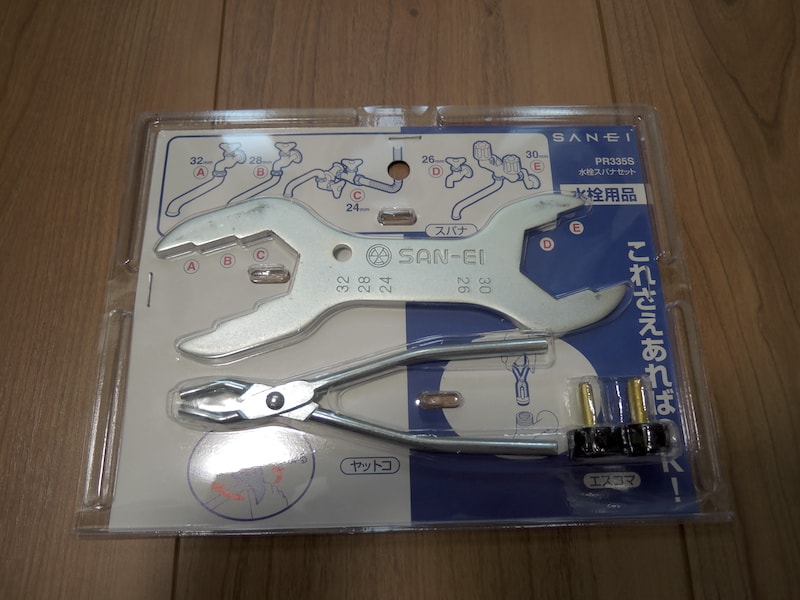 SANEI
PR335S
水栓スパナセット
水栓用品
これさえあれば
K!
32mm
A
28mm
B
C
24mm
26mm
D
30mm
E
スパナ
A
B
C
D
E
SAN-EI
32
28
24
26
30
ヤットコ
エスコマ